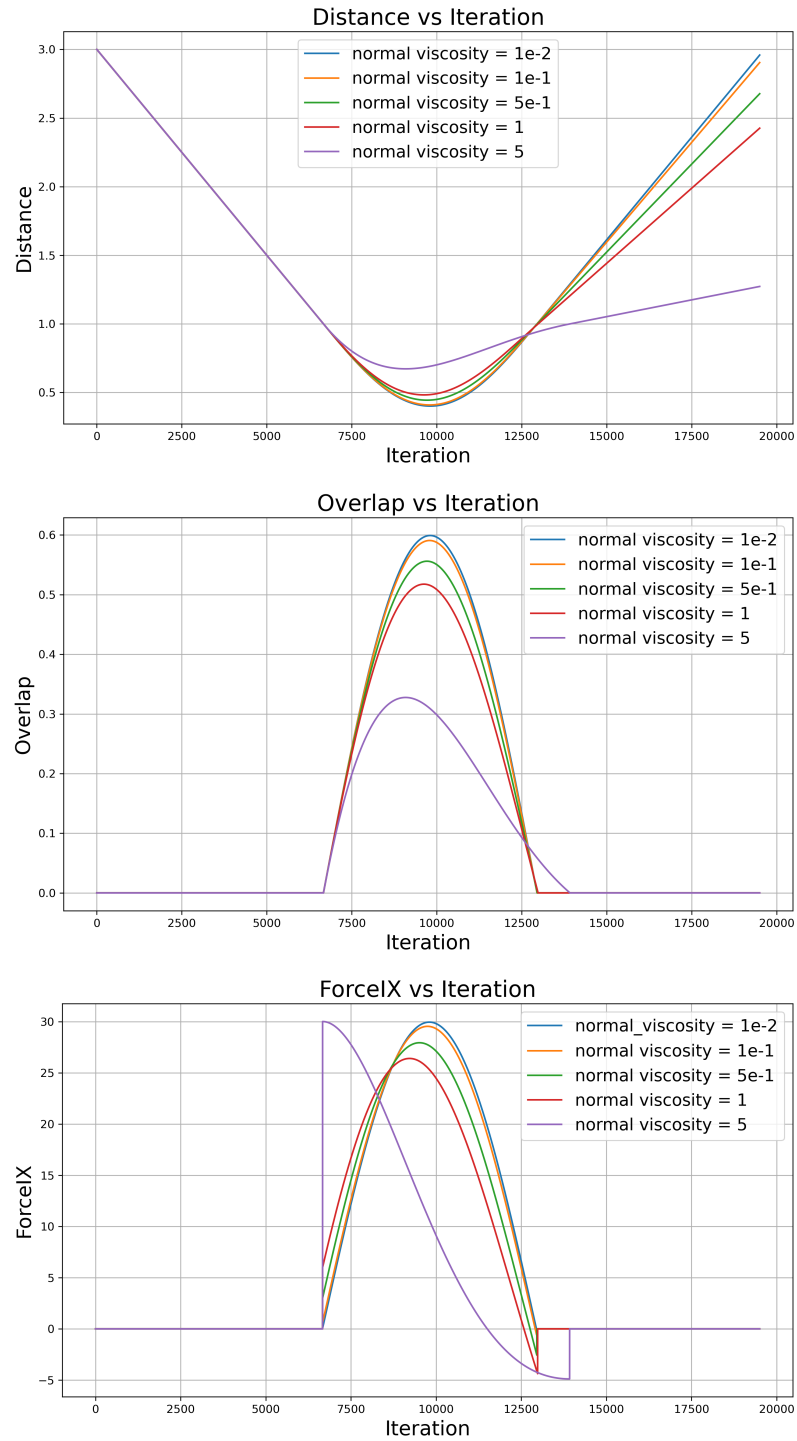 Distance vs Iteration
normal viscosity = 1e-2
normal viscosity = 1e-1
normal viscosity = 5e-1
normal viscosity = 1
normal viscosity = 5
3.0
2.5
2.0
1.5
1.0
0.5
Distance
0 2500 5000 7500 10000 12500 15000 17500 20000
Iteration
Overlap vs Iteration
normal viscosity = 1e-2
normal viscosity = 1e-1
normal viscosity = 5e-1
normal viscosity = 1
normal viscosity = 5
0.6
0.5
0.4
0.3
0.2
0.1
0.0
Overlap
0 2500 5000 7500 10000 12500 15000 17500 20000
Iteration
ForceIX vs Iteration
normal_viscosity = 1e-2
normal viscosity = 1e-1
normal viscosity = 5e-1
normal viscosity = 1
normal viscosity = 5
30
25
20
15
10
5
0
−5
ForceIX
0 2500 5000 7500 10000 12500 15000 17500 20000
Iteration